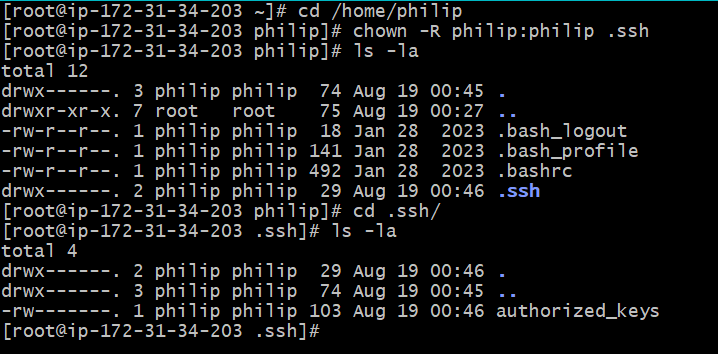 [root@ip-172-31-34-203 ~]# cd /home/philip
[root@ip-172-31-34-203 philip]# chown -R philip:philip .ssh
[root@ip-172-31-34-203 philip]# ls -la
total 12
drwx------. 3 philip philip  74 Aug 19 00:45 .
drwxr-xr-x. 7 root   root    75 Aug 19 00:27 ..
-rw-r--r--. 1 philip philip  18 Jan 28  2023 .bash_logout
-rw-r--r--. 1 philip philip 141 Jan 28  2023 .bash_profile
-rw-r--r--. 1 philip philip 492 Jan 28  2023 .bashrc
drwx------. 2 philip philip  29 Aug 19 00:46 .ssh
[root@ip-172-31-34-203 philip]# cd .ssh/
[root@ip-172-31-34-203 .ssh]# ls -la
total 4
drwx------. 2 philip philip  29 Aug 19 00:46 .
drwx------. 3 philip philip  74 Aug 19 00:45 ..
-rw-------. 1 philip philip 103 Aug 19 00:46 authorized_keys
[root@ip-172-31-34-203 .ssh]#